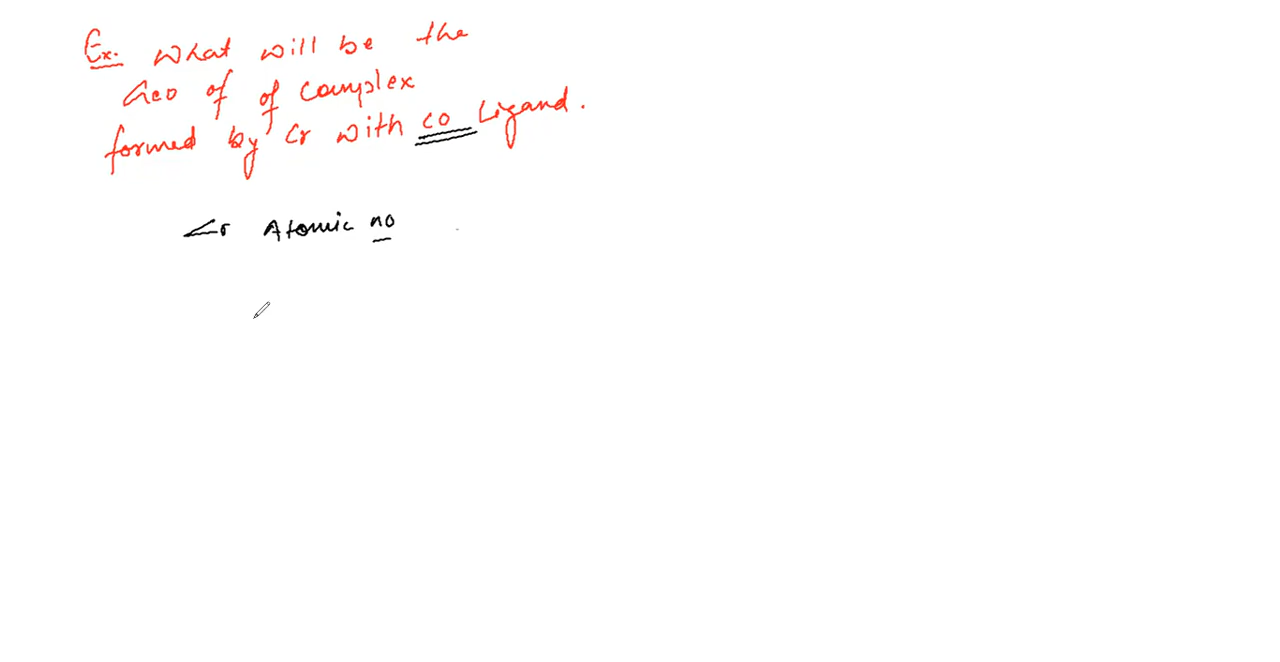 Ex. What will be the
Geo of of complex
formed by Cr with CO Ligand.
Cr Atomic no